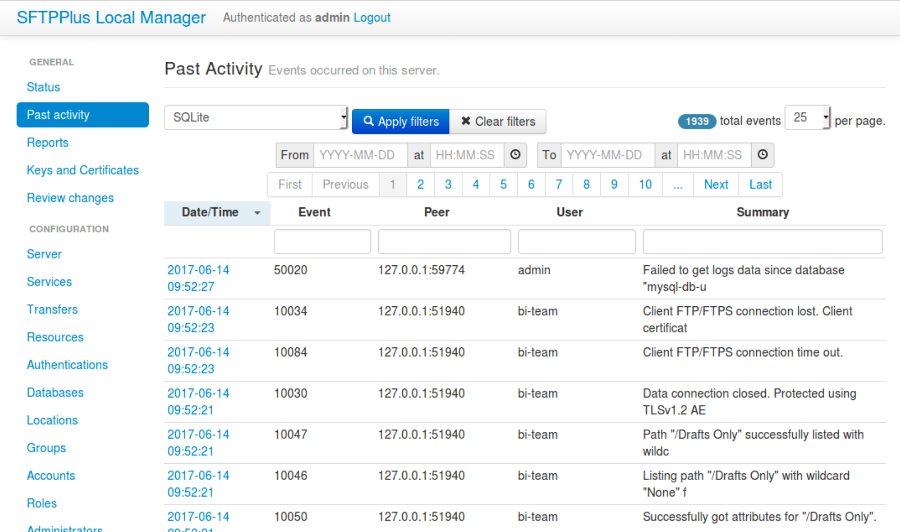 SFTPPlus Local Manager Authenticated as admin Logout
GENERAL
Status
Past activity
Reports
Keys and Certificates
Review changes
CONFIGURATION
Server
Services
Transfers
Resources
Authentications
Databases
Locations
Groups
Accounts
Roles
Administrators
Past Activity Events occurred on this server.
SQLite Apply filters Clear filters 1939 total events 25 per page.
From YYYY-MM-DD at HH:MM:SS To YYYY-MM-DD at HH:MM:SS
First Previous 1 2 3 4 5 6 7 8 9 10 ... Next Last
Date/Time Event Peer User Summary
2017-06-14 50020 127.0.0.1:59774 admin Failed to get logs data since database
09:52:27 "mysql-db-u
2017-06-14 10034 127.0.0.1:51940 bi-team Client FTP/FTPS connection lost. Client
09:52:23 certificat
2017-06-14 10084 127.0.0.1:51940 bi-team Client FTP/FTPS connection time out.
09:52:23
2017-06-14 10030 127.0.0.1:51940 bi-team Data connection closed. Protected using
09:52:21 TLSv1.2 AE
2017-06-14 10047 127.0.0.1:51940 bi-team Path "/Drafts Only" successfully listed with
09:52:21 wildc
2017-06-14 10046 127.0.0.1:51940 bi-team Listing path "/Drafts Only" with wildcard
09:52:21 "None" f
2017-06-14 10050 127.0.0.1:51940 bi-team Successfully got attributes for "/Drafts Only".